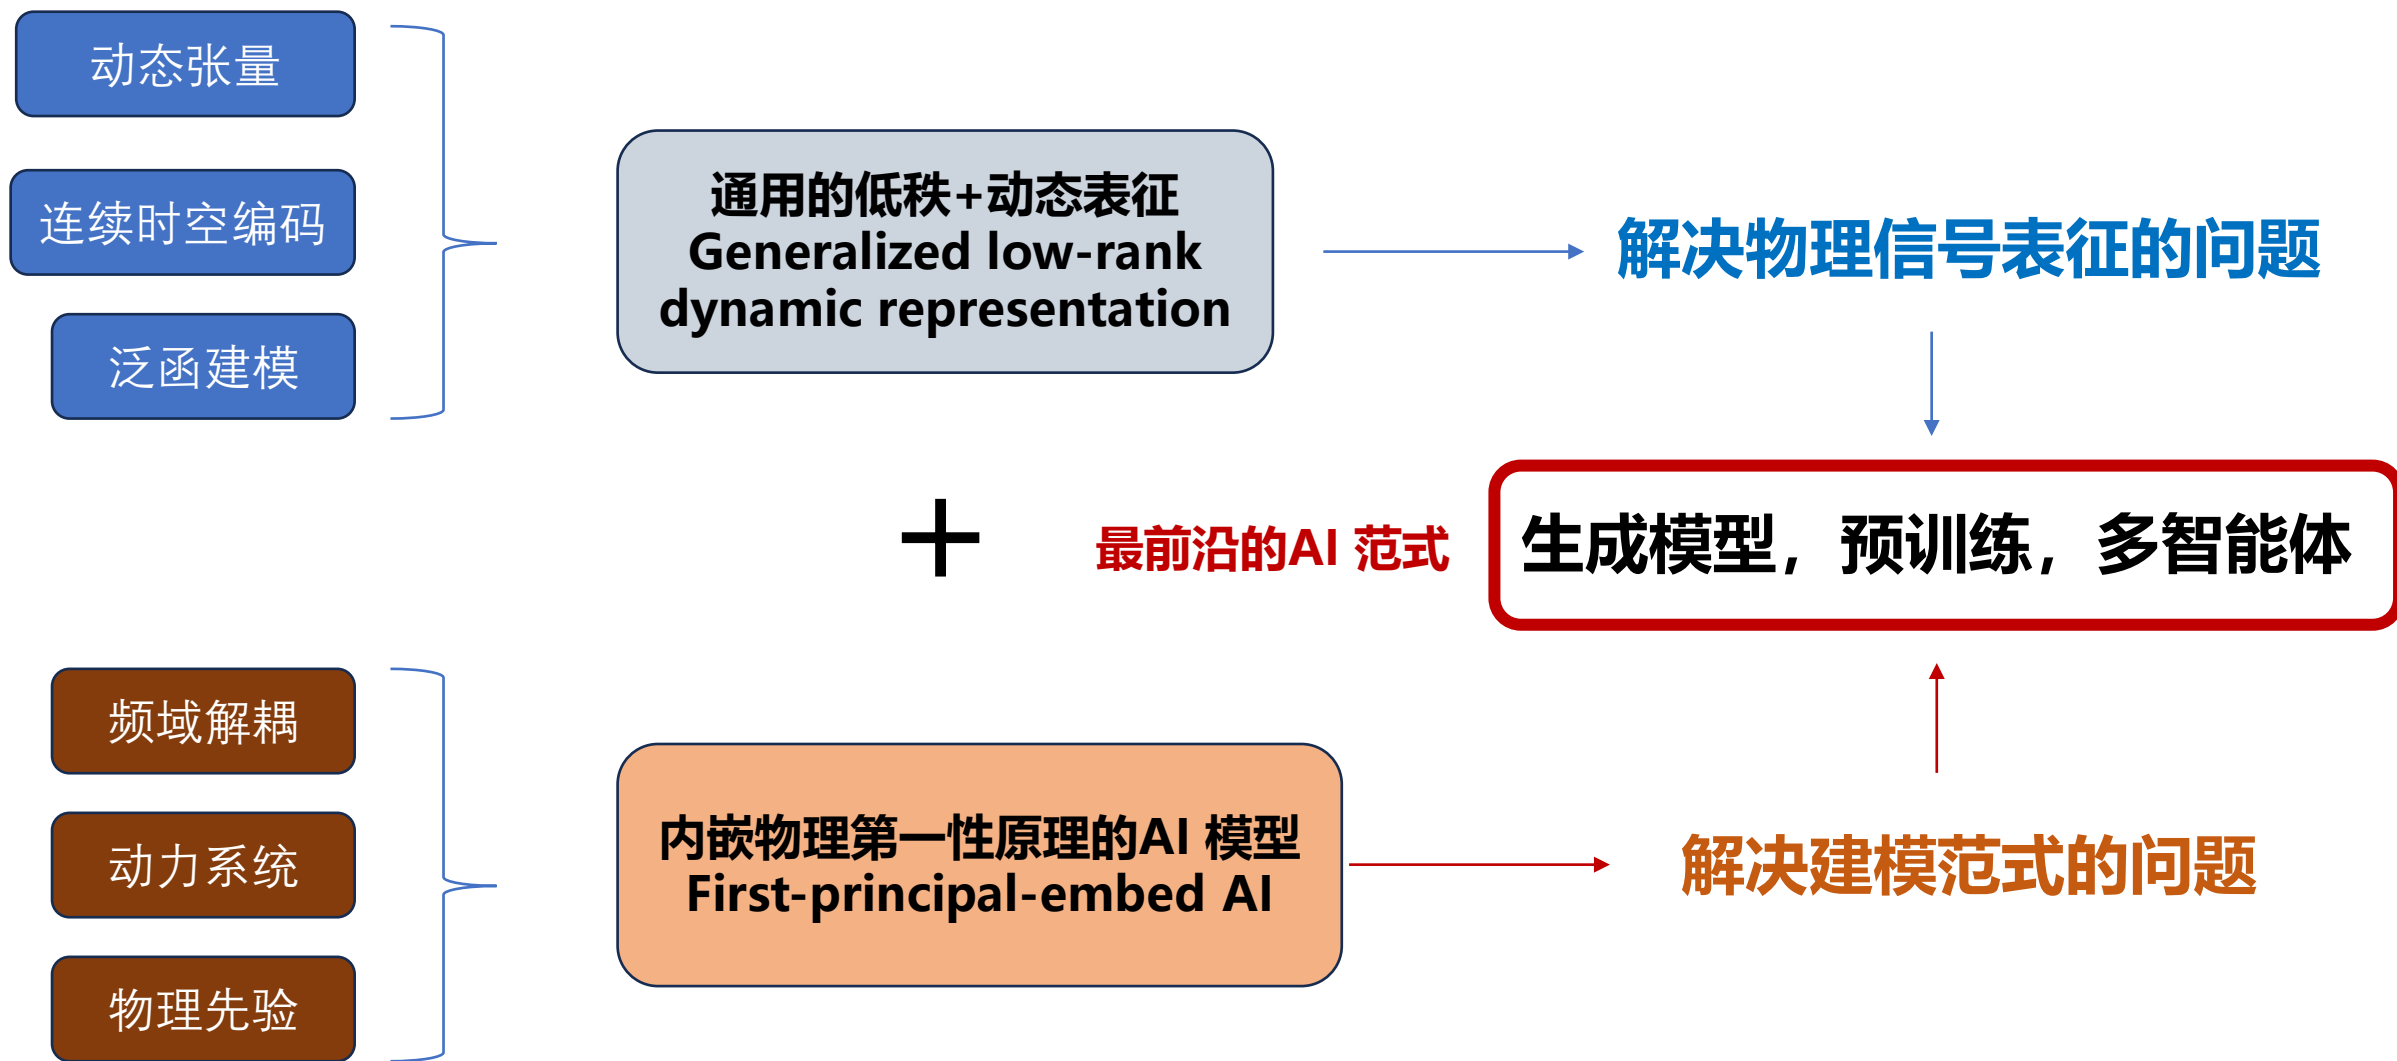 动态张量
连续时空编码
泛函建模
通用的低秩+动态表征
Generalized low-rank
dynamic representation
解决物理信号表征的问题
+
最前沿的AI 范式
生成模型，预训练，多智能体
频域解耦
动力系统
物理先验
内嵌物理第一性原理的AI 模型
First-principal-embed AI
解决建模范式的问题